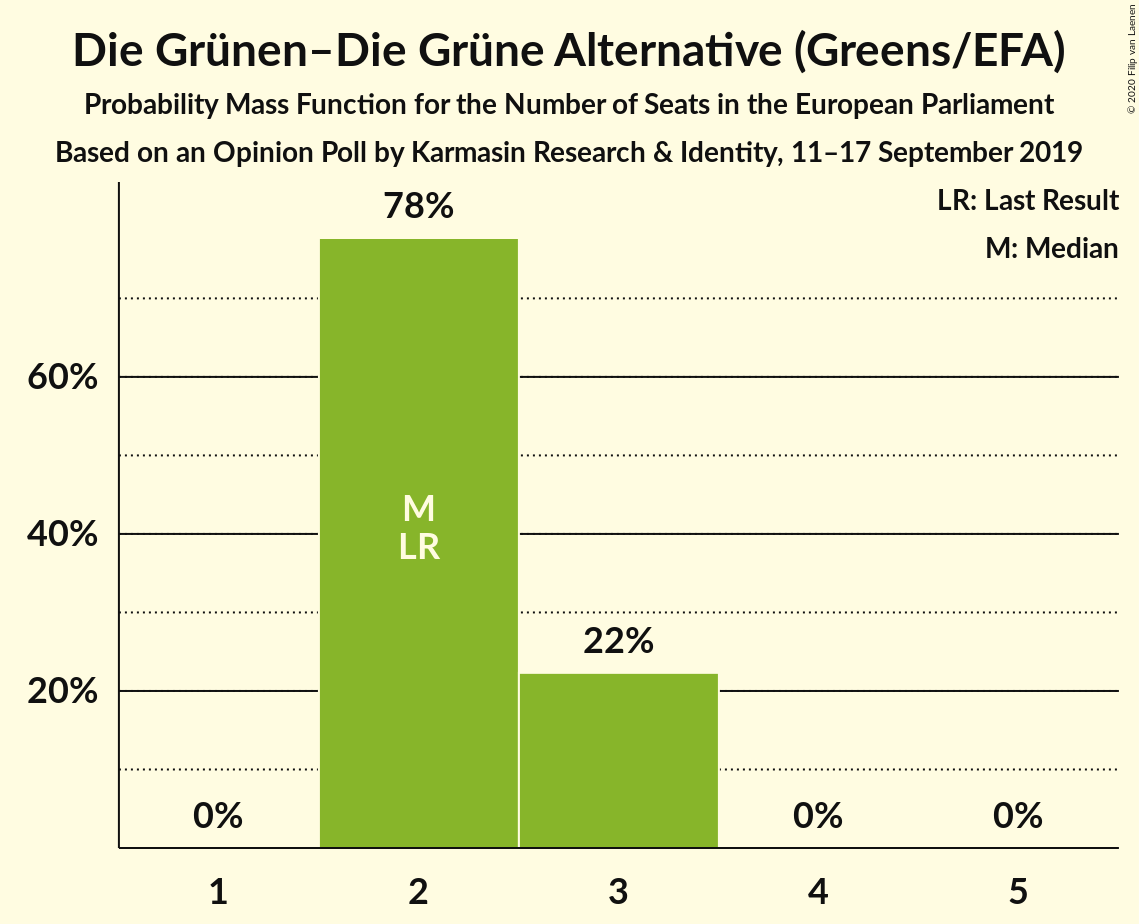 Die Grünen–Die Grüne Alternative (Greens/EFA)
Probability Mass Function for the Number of Seats in the European Parliament
Based on an Opinion Poll by Karmasin Research & Identity, 11–17 September 2019
© 2020 Filip van Laenen
LR: Last Result
M: Median
78%
60%
M
40%
LR
22%
20%
0%
0%
0%
1
2
3
4
5